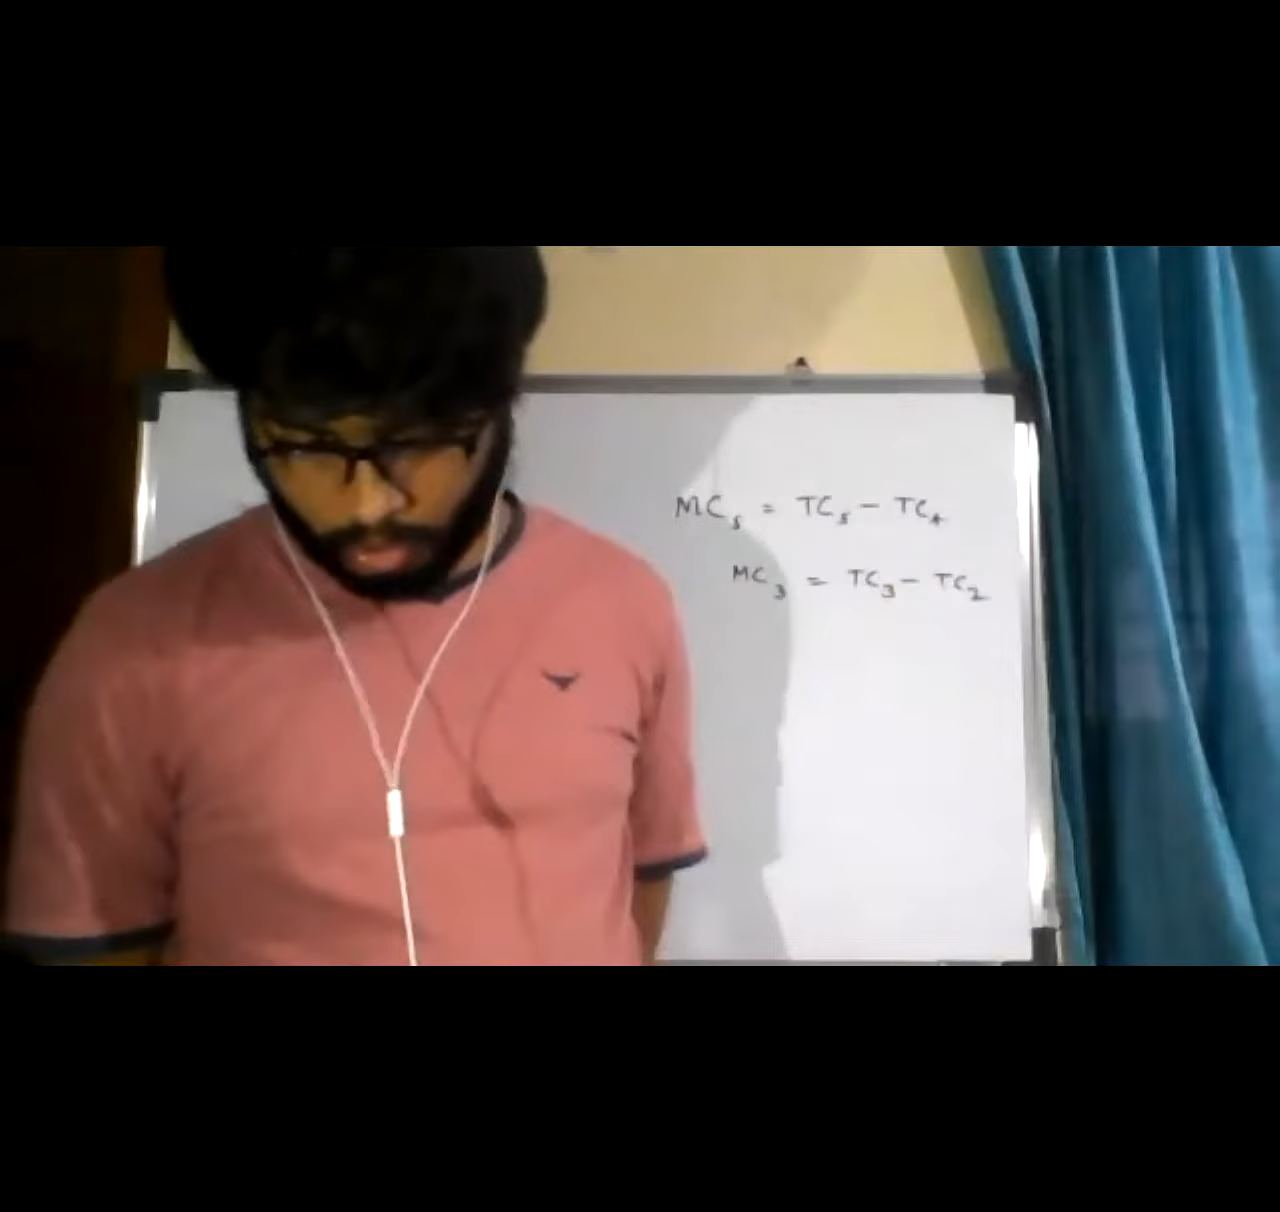 MC₅ = TC₅ - TC₄
MC₃ = TC₃ - TC₂